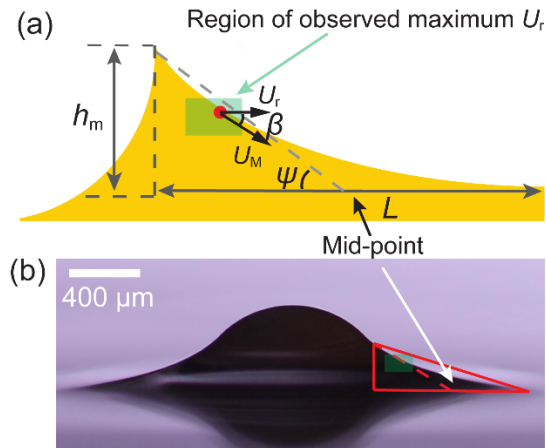 (a)
Region of observed maximum Ur
hm
Ur
β
UM
ψ
L
Mid-point
(b)
400 μm